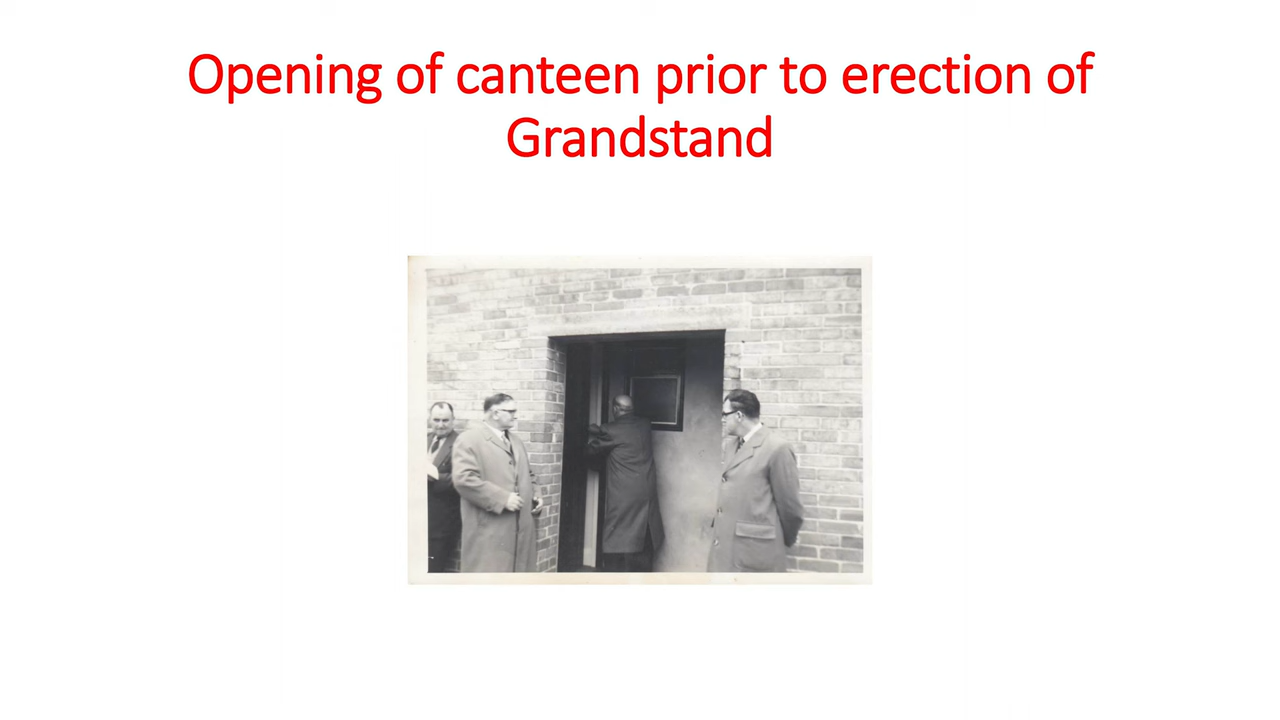 Opening of canteen prior to erection of
Grandstand